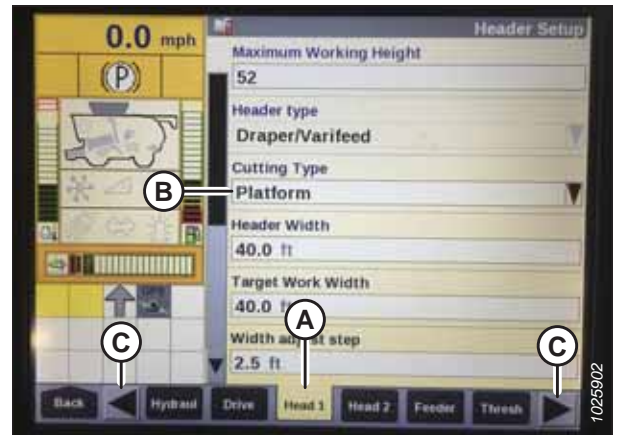 0.0 mph
Header Setup
Maximum Working Height
52
(P)
Header type
Draper/Varifeed
Cutting Type
B
Platform
Header Width
40.0 ft
Target Work Width
40.0 ft
A
C
C
Width adjust step
2.5 ft
Back
Hydraul
Drive
Head 1
Head 2
Feeder
Thresh
1025902